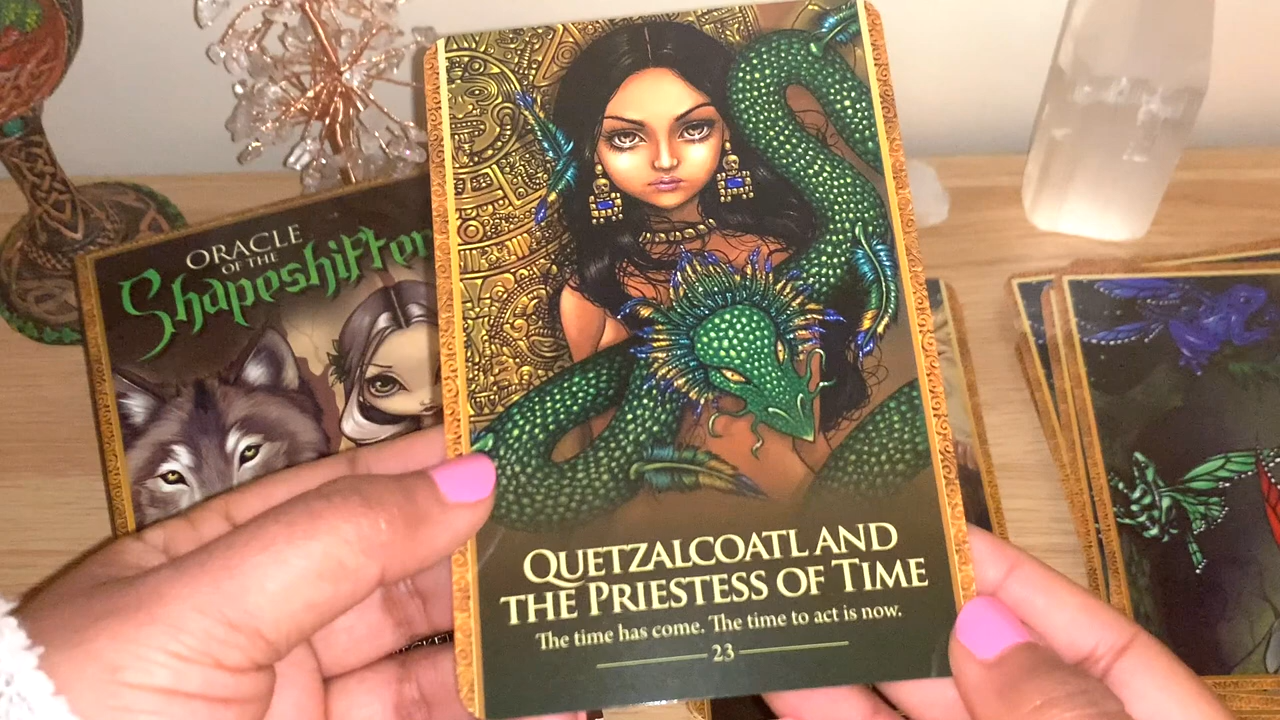 ORACLE
OF THE
Shapeshifter
QUETZALCOATL AND
THE PRIESTESS OF TIME
The time has come. The time to act is now.
23